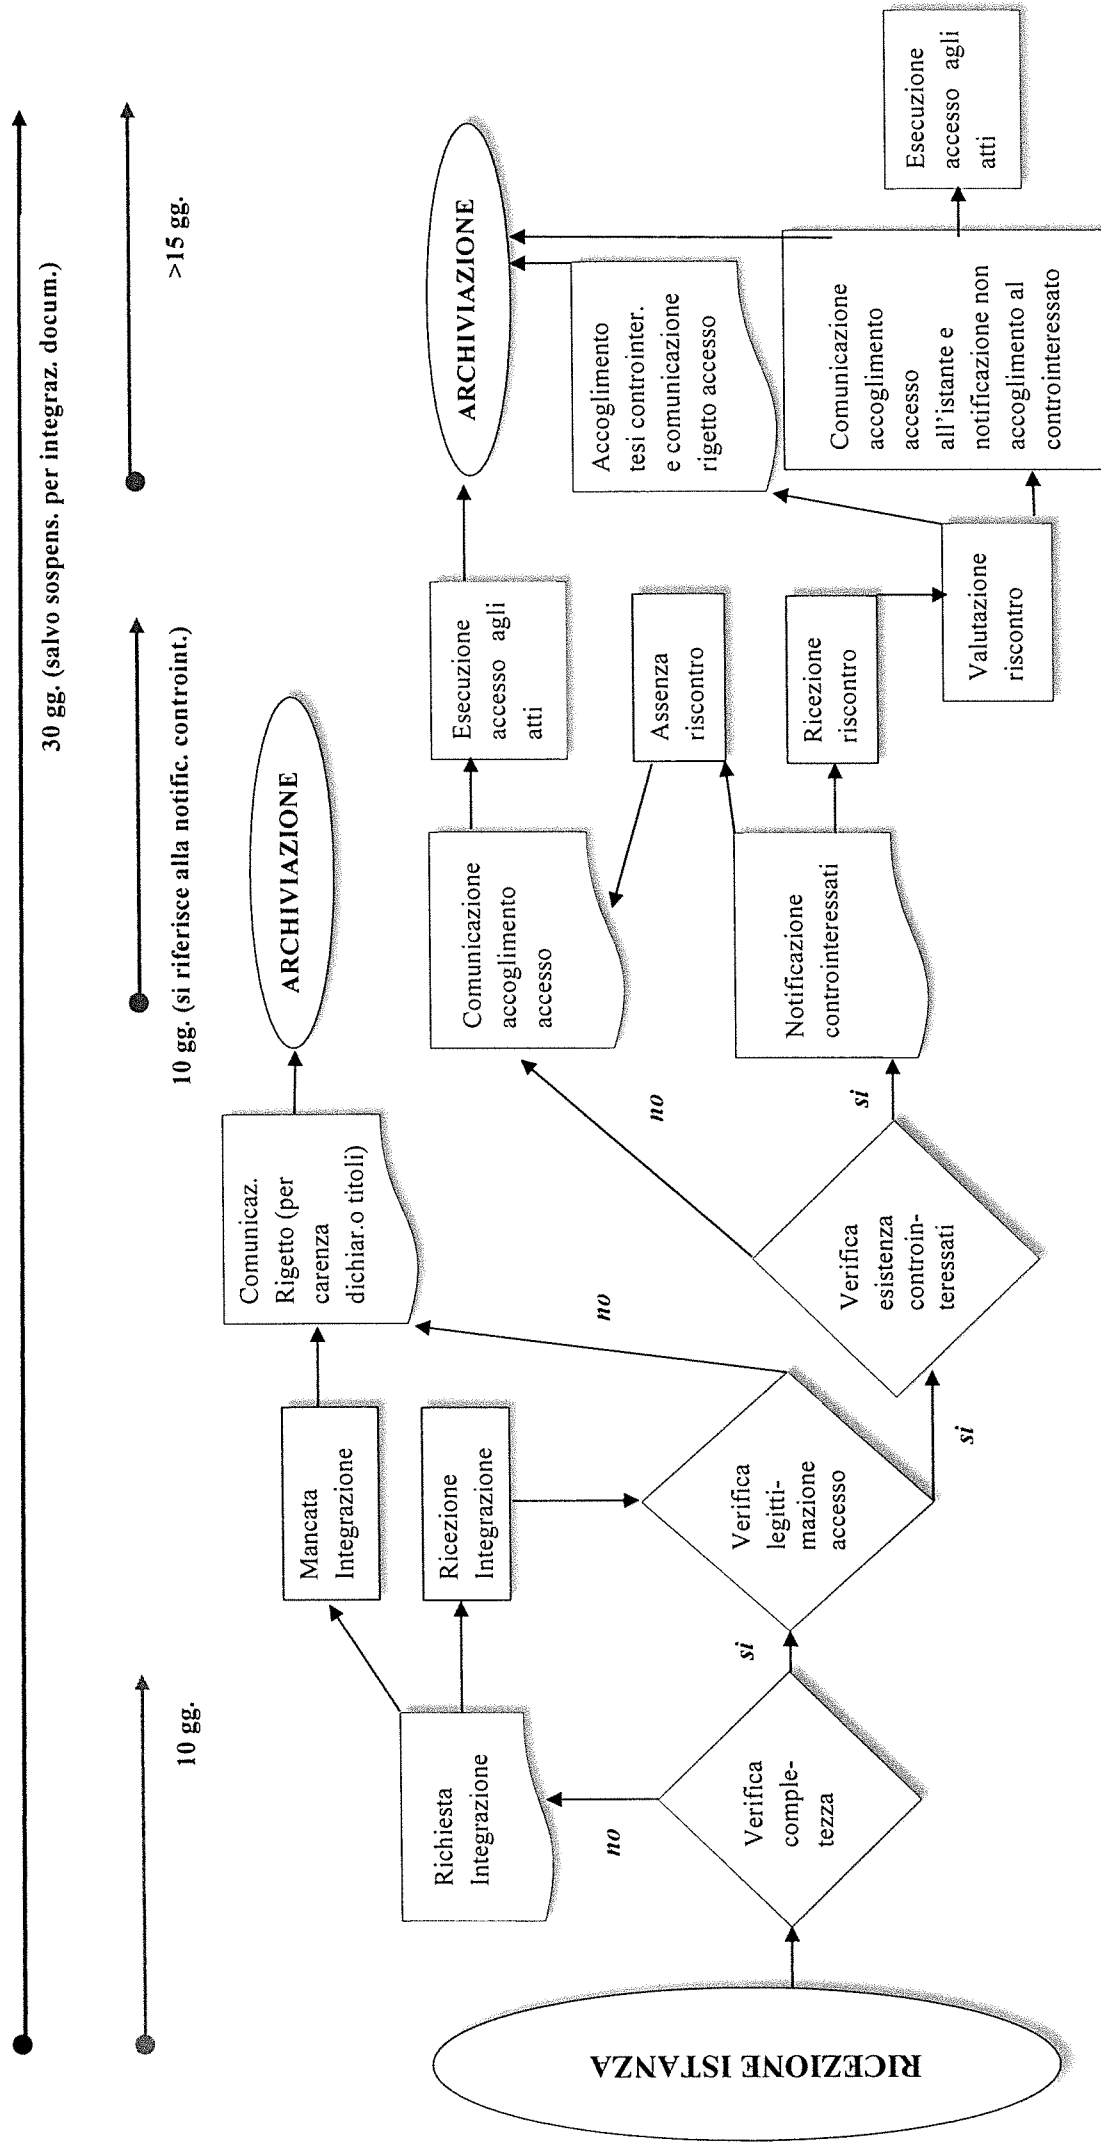 30 gg. (salvo sospens. per integraz. docum.)
10 gg.
10 gg. (si riferisce alla notific. controint.)
>15 gg.
RICEZIONE ISTANZA
Verifica
comple-
tezza
no
si
Richiesta
Integrazione
Mancata
Integrazione
Ricezione
Integrazione
Verifica
legitti-
mazione
accesso
no
si
Comunicaz.
Rigetto (per
carenza
dichiar.o titoli)
ARCHIVIAZIONE
Verifica
esistenza
controin-
teressati
no
si
Comunicazione
accoglimento
accesso
Esecuzione
accesso agli
atti
ARCHIVIAZIONE
Notificazione
controinteressati
Assenza
riscontro
Ricezione
riscontro
Valutazione
riscontro
Accoglimento
tesi controinter.
e comunicazione
rigetto accesso
Comunicazione
accoglimento
accesso
all'istante e
notificazione non
accoglimento al
controinteressato
Esecuzione
accesso agli
atti